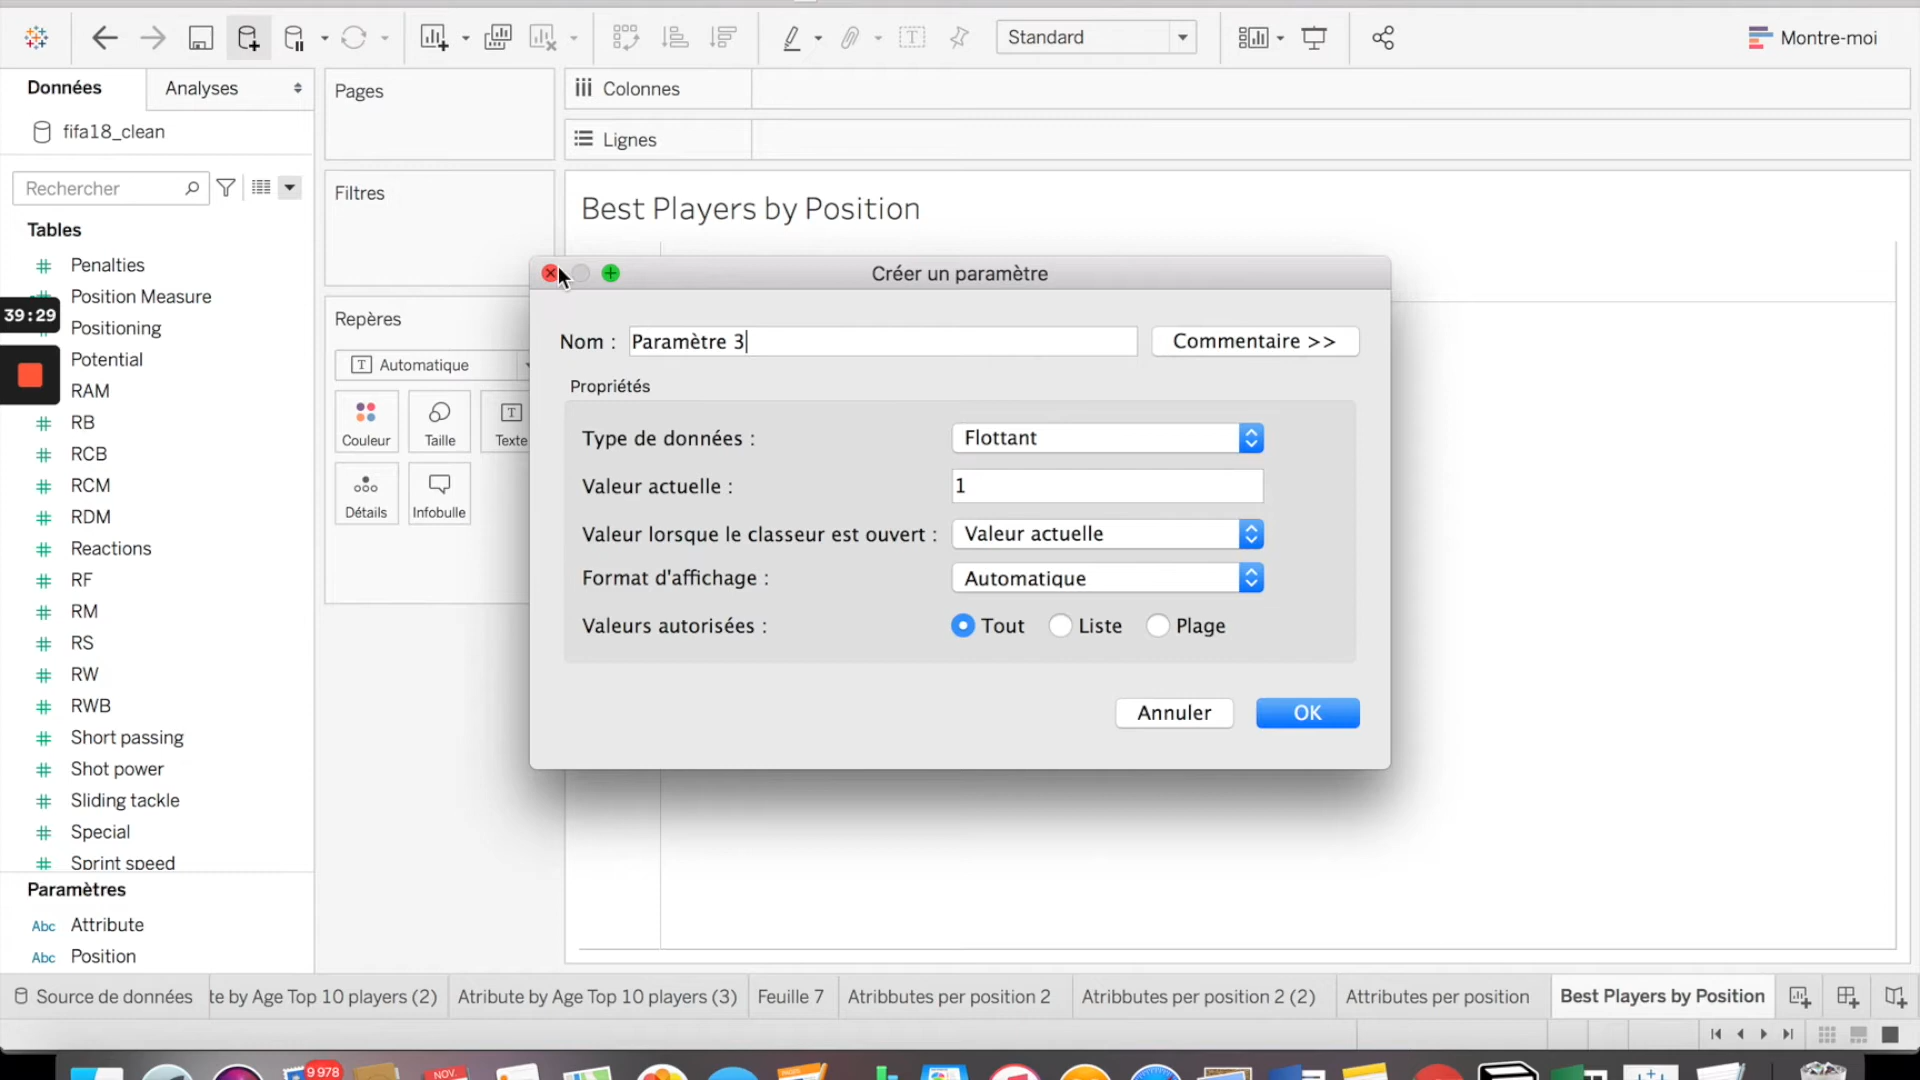 Standard
Montre-moi
Données
Analyses
Pages
Colonnes
fifa18_clean
Lignes
Rechercher
Filtres
Best Players by Position
Tables
Penalties
Position Measure
Positioning
Potential
RAM
RB
RCB
RCM
RDM
Reactions
RF
RM
RS
RW
RWB
Short passing
Shot power
Sliding tackle
Special
Sprint speed
39:29
Repères
T Automatique
Couleur
Taille
T
Texte
Détails
Infobulle
Créer un paramètre
Nom : Paramètre 3
Commentaire >>
Propriétés
Type de données : Flottant
Valeur actuelle : 1
Valeur lorsque le classeur est ouvert : Valeur actuelle
Format d'affichage : Automatique
Valeurs autorisées : Tout Liste Plage
Annuler OK
Paramètres
Abc Attribute
Abc Position
Source de données
te by Age Top 10 players (2)
Atribute by Age Top 10 players (3)
Feuille 7
Atribbutes per position 2
Atribbutes per position 2 (2)
Attributes per position
Best Players by Position
9 978
NOV.